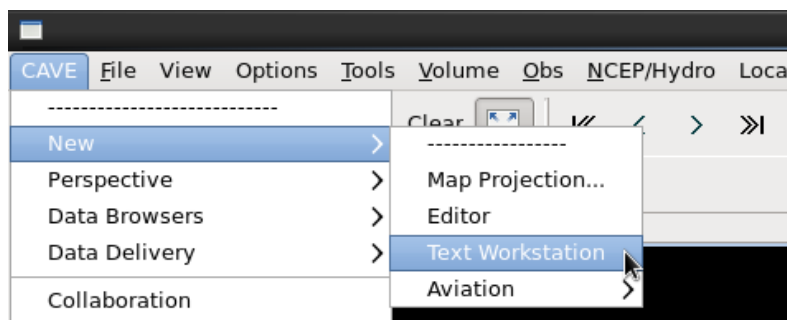 CAVE File View Options Tools Volume Obs NCEP/Hydro Loca
----------------------------
Clear
New
-----------------
Perspective
Map Projection...
Data Browsers
Editor
Data Delivery
Text Workstation
Collaboration
Aviation